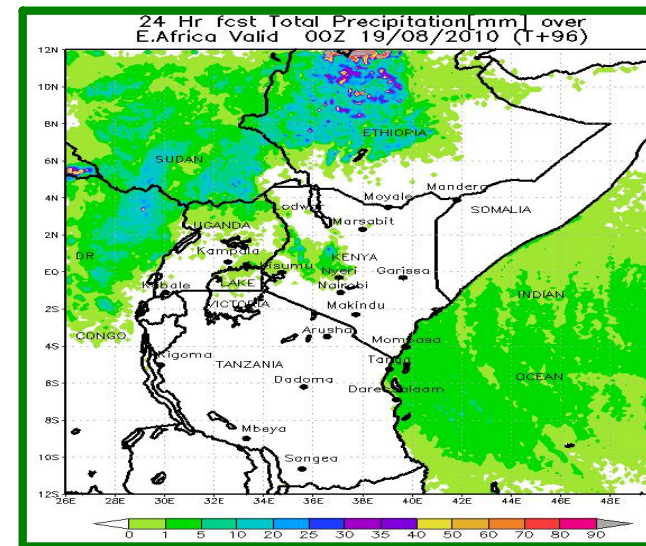 24 Hr fcst Total Precipitation[mm] over
E.Africa Valid 00Z 19/08/2010 (T+96)
12N
10N
ETHIOPIA
8N
SUDAN
6N
Mandera
4N
Moyale
Lodwar
SOMALIA
UGANDA
Marsabit
2N
Kampala
DR
KENYA
Kisumu
EQ
Nyeri
Garissa
Kabale
LAKE
Nairobi
INDIAN
VICTORIA
2S
Makindu
CONGO
Arusha
Mombasa
4S
Kigoma
TANZANIA
Tanga
OCEAN
6S
Dadoma
Daressalaam
8S
Mbeya
10S
Songea
12S
26E 28E 30E 32E 34E 36E 38E 40E 42E 44E 46E 48E
0 1 5 10 20 25 30 35 40 50 60 70 80 90